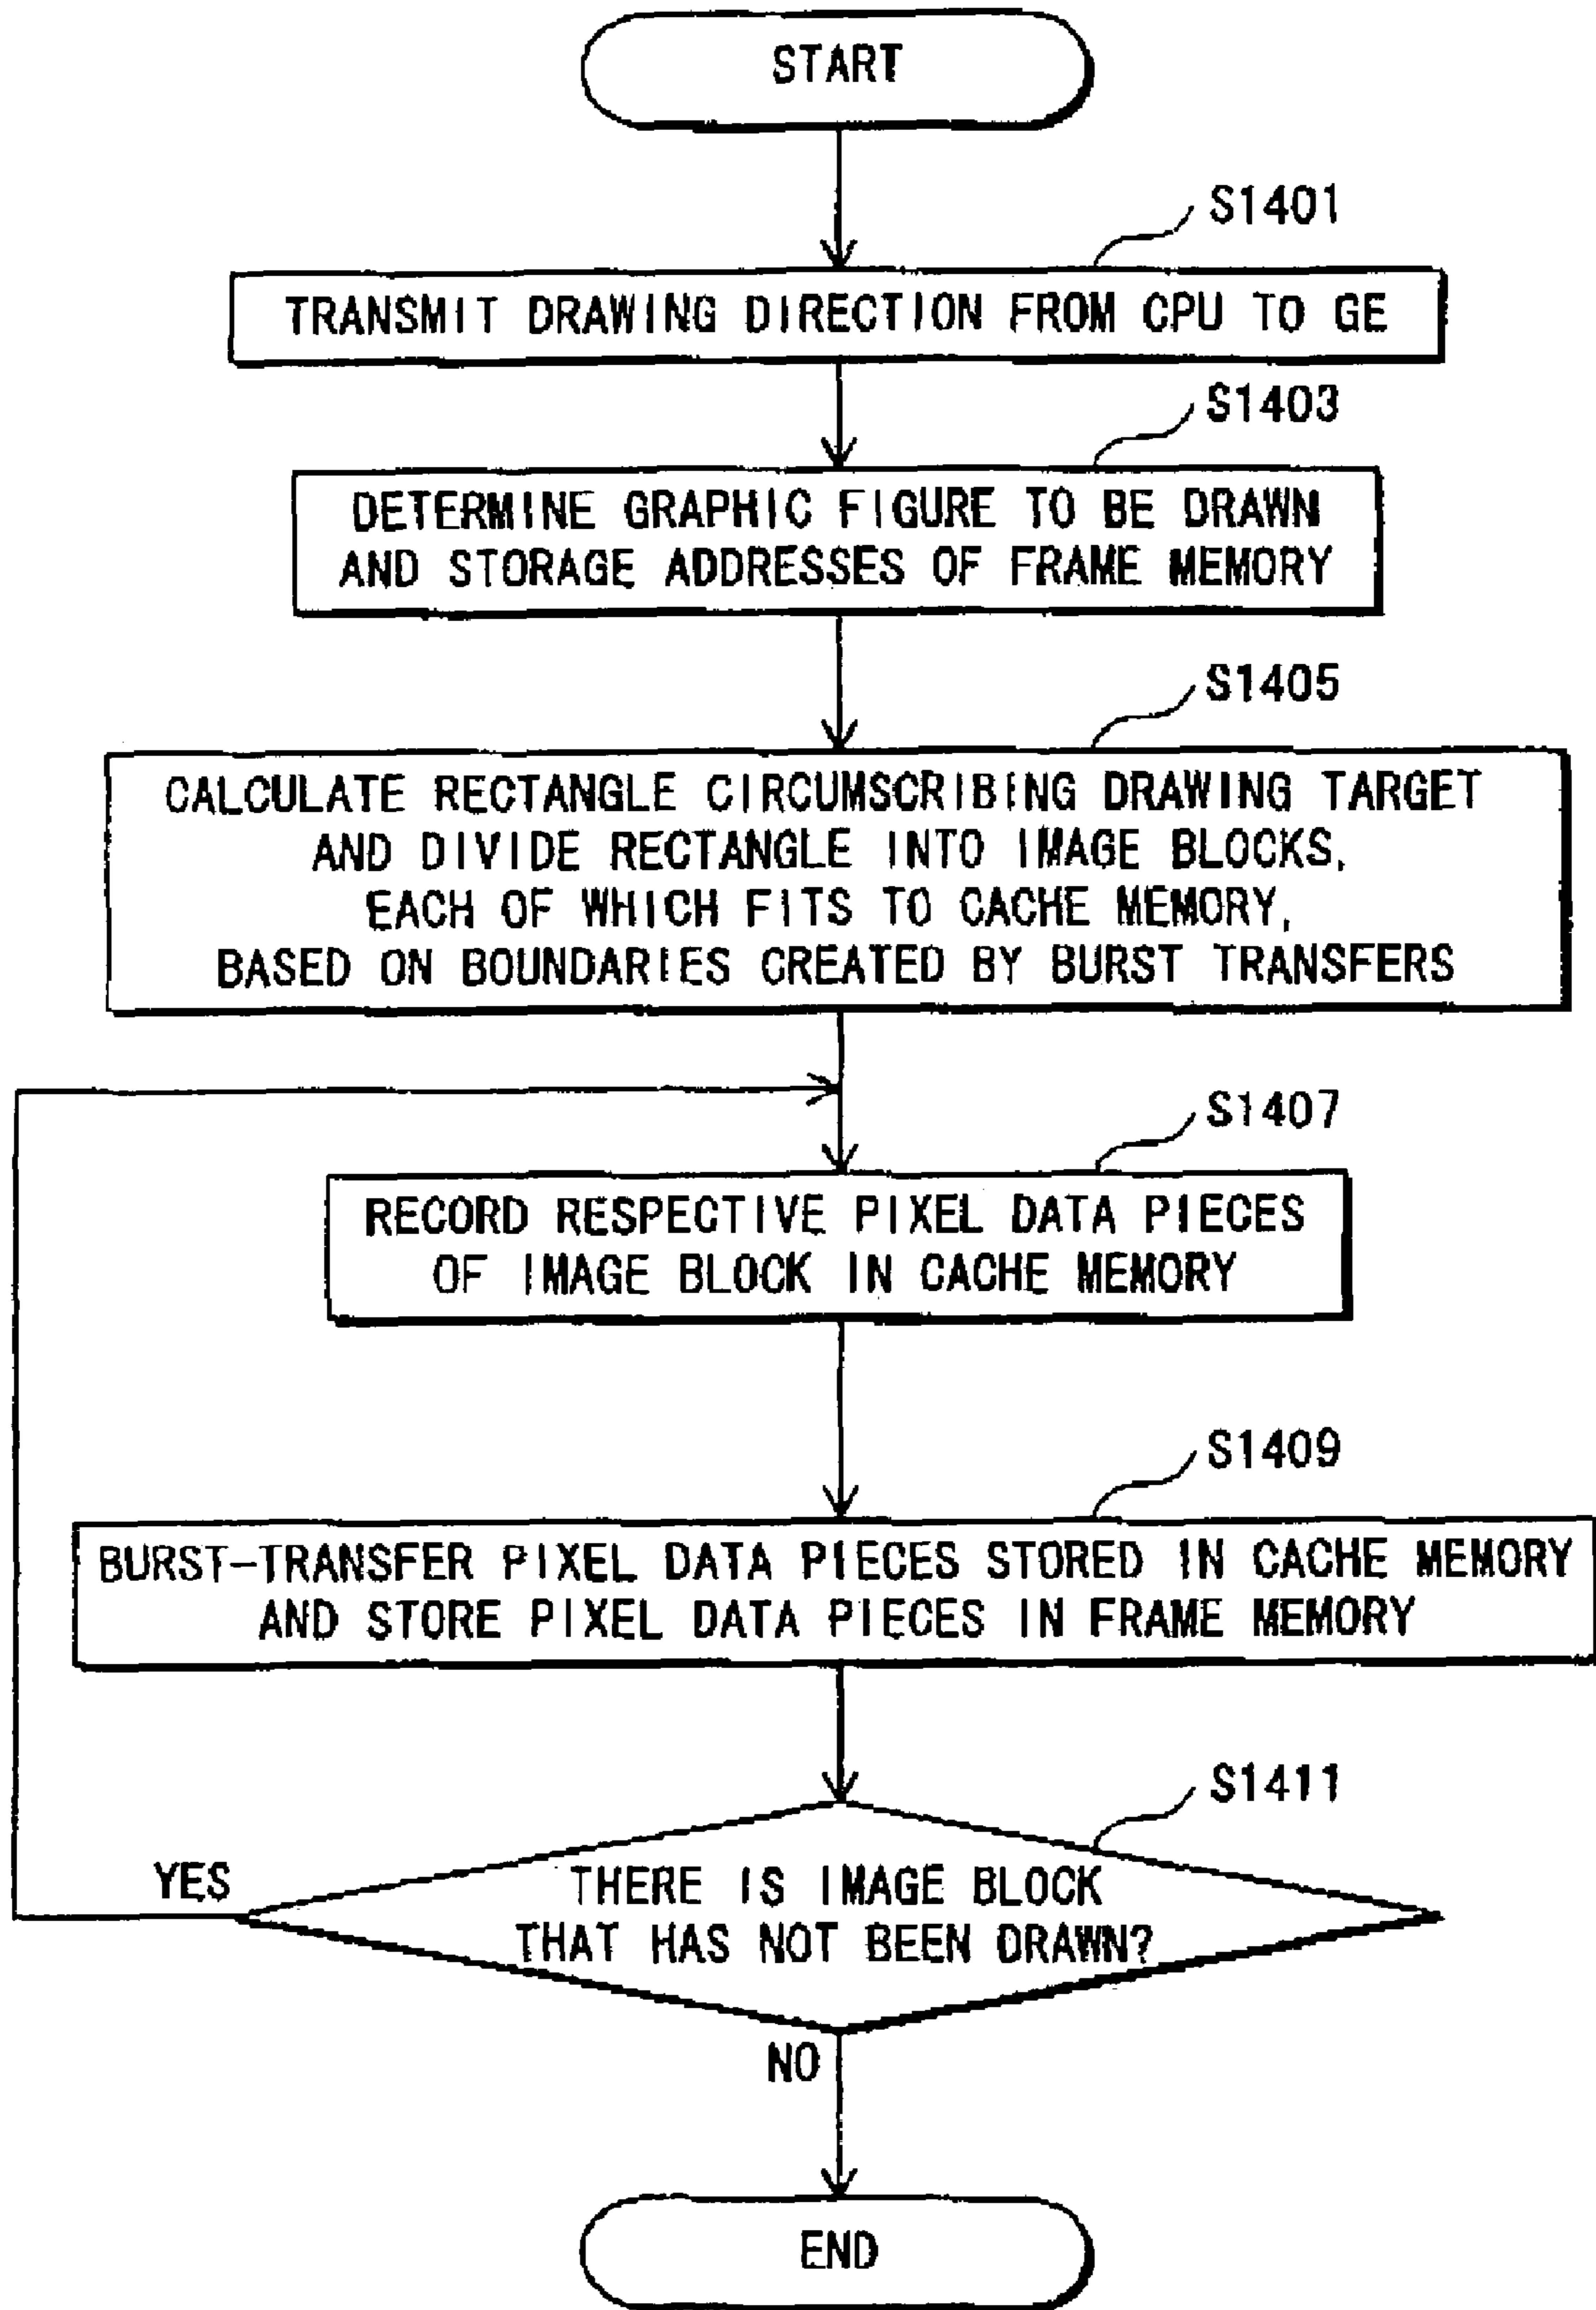 START
S1401
TRANSMIT DRAWING DIRECTION FROM CPU TO GE
S1403
DETERMINE GRAPHIC FIGURE TO BE DRAWN
AND STORAGE ADDRESSES OF FRAME MEMORY
S1405
CALCULATE RECTANGLE CIRCUMSCRIBING DRAWING TARGET
AND DIVIDE RECTANGLE INTO IMAGE BLOCKS,
EACH OF WHICH FITS TO CACHE MEMORY,
BASED ON BOUNDARIES CREATED BY BURST TRANSFERS
S1407
RECORD RESPECTIVE PIXEL DATA PIECES
OF IMAGE BLOCK IN CACHE MEMORY
S1409
BURST-TRANSFER PIXEL DATA PIECES STORED IN CACHE MEMORY
AND STORE PIXEL DATA PIECES IN FRAME MEMORY
S1411
YES
THERE IS IMAGE BLOCK
THAT HAS NOT BEEN DRAWN?
NO
END